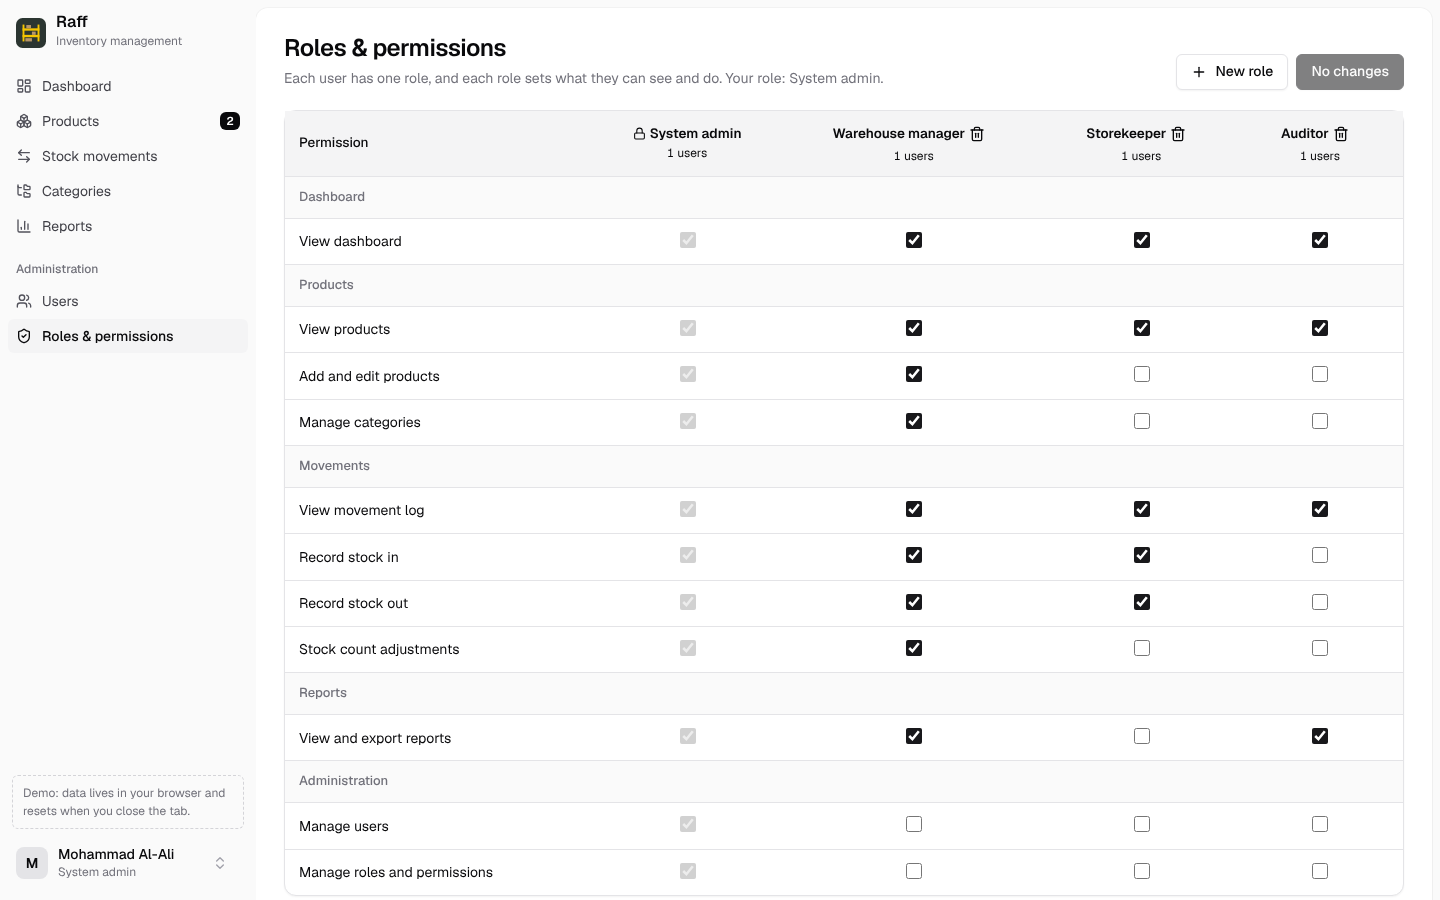 Raff
Inventory management
Dashboard
Products 2
Stock movements
Categories
Reports
Administration
Users
Roles & permissions
Demo: data lives in your browser and
resets when you close the tab.
M
Mohammad Al-Ali
System admin
Roles & permissions
Each user has one role, and each role sets what they can see and do. Your role: System admin.
New role
No changes
Permission
System admin
1 users
Warehouse manager
1 users
Storekeeper
1 users
Auditor
1 users
Dashboard
View dashboard
Products
View products
Add and edit products
Manage categories
Movements
View movement log
Record stock in
Record stock out
Stock count adjustments
Reports
View and export reports
Administration
Manage users
Manage roles and permissions